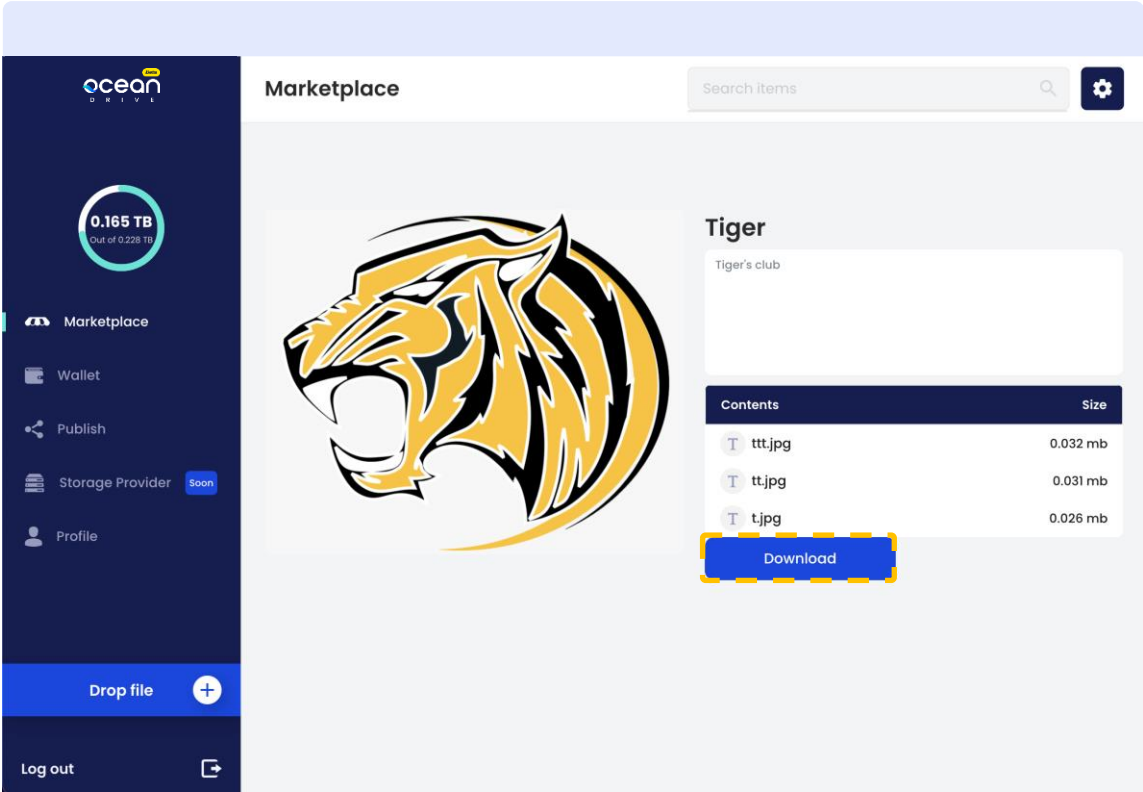 Beta
ocean
DRIVE
Marketplace
Search items
0.165 TB
Out of 0.228 TB
Marketplace
Wallet
Publish
Storage Provider Soon
Profile
Drop file
Log out
Tiger
Tiger's club
Contents Size
T ttt.jpg 0.032 mb
T tt.jpg 0.031 mb
T t.jpg 0.026 mb
Download